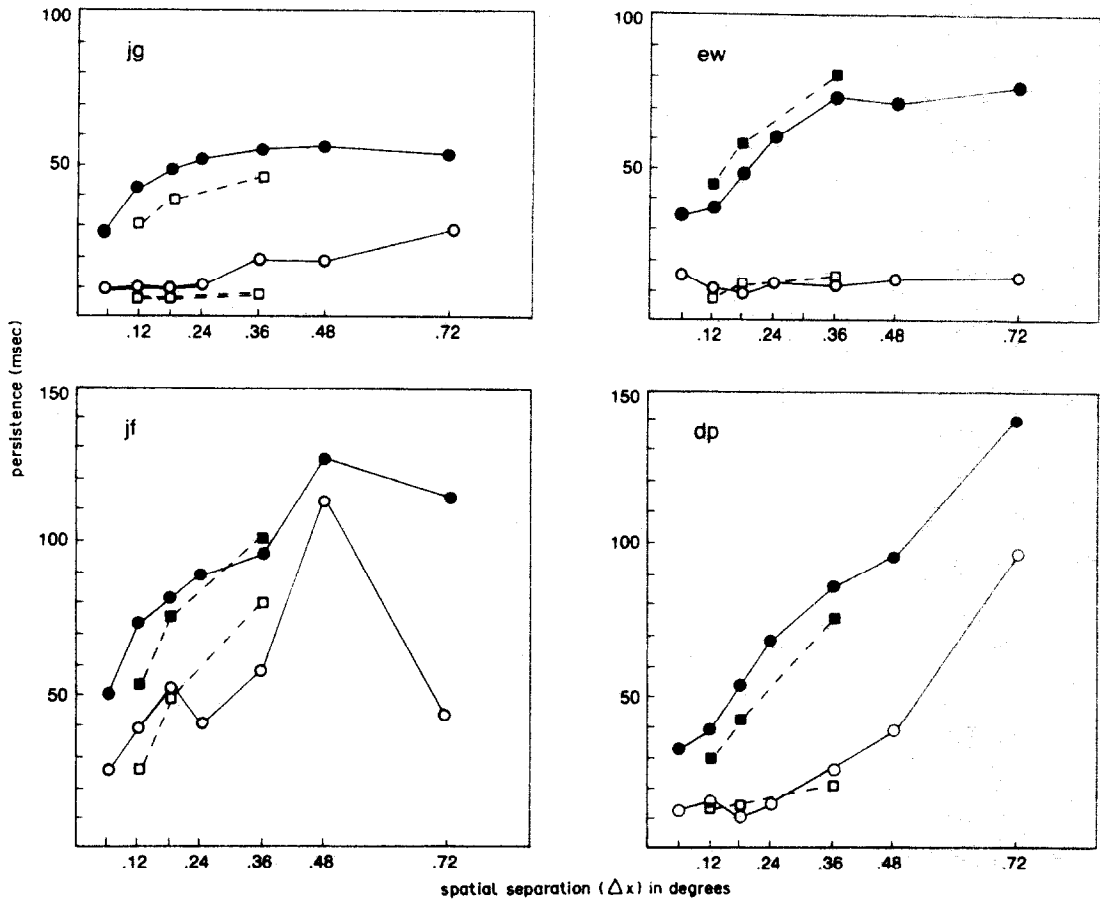 100
jg
50
.12 .24 .36 .48 .72
100
ew
50
.12 .24 .36 .48 .72
persistence (msec.)
150
jf
100
50
.12 .24 .36 .48 .72
150
dp
100
50
.12 .24 .36 .48 .72
spatial separation (Δx) in degrees